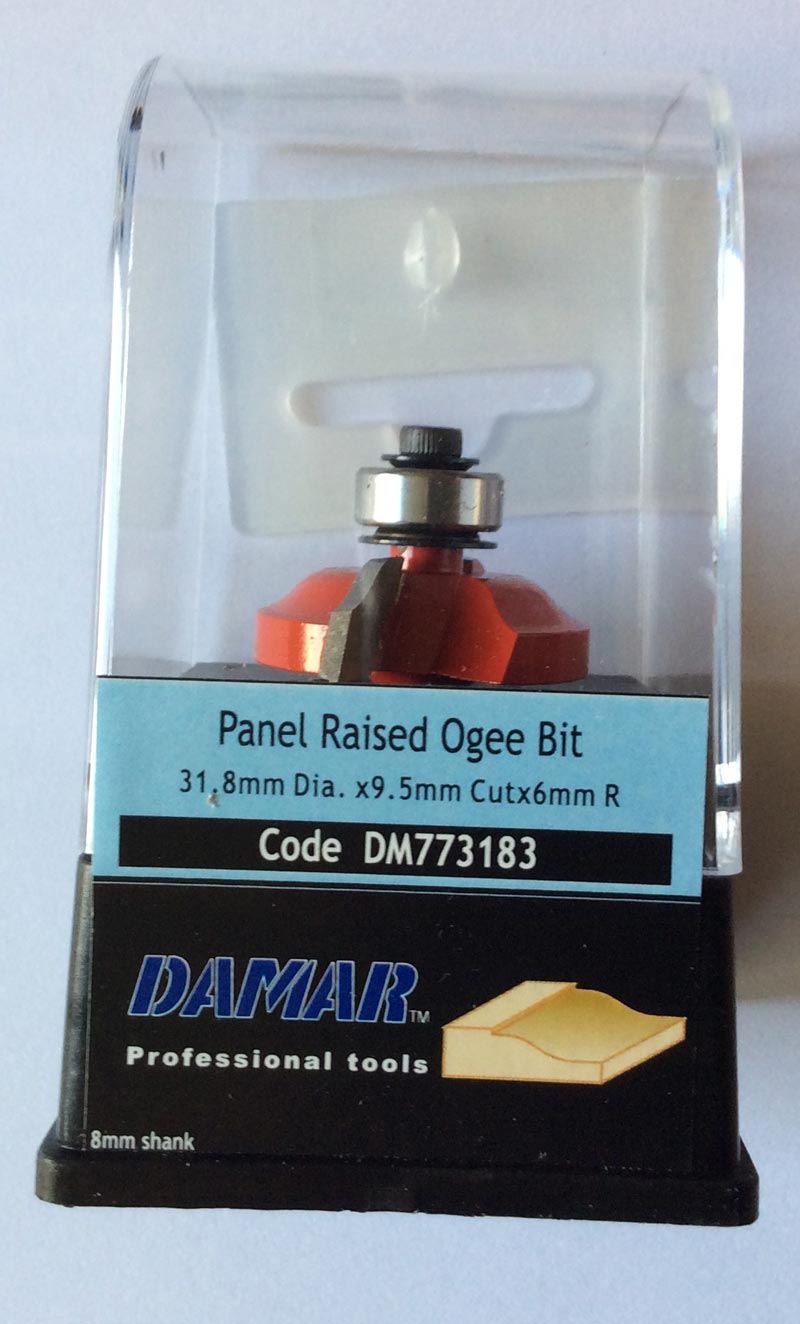 Panel Raised Ogee Bit
31.8mm Dia. x9.5mm Cutx6mm R
Code DM773183
DAMAR™
Professional tools
8mm shank